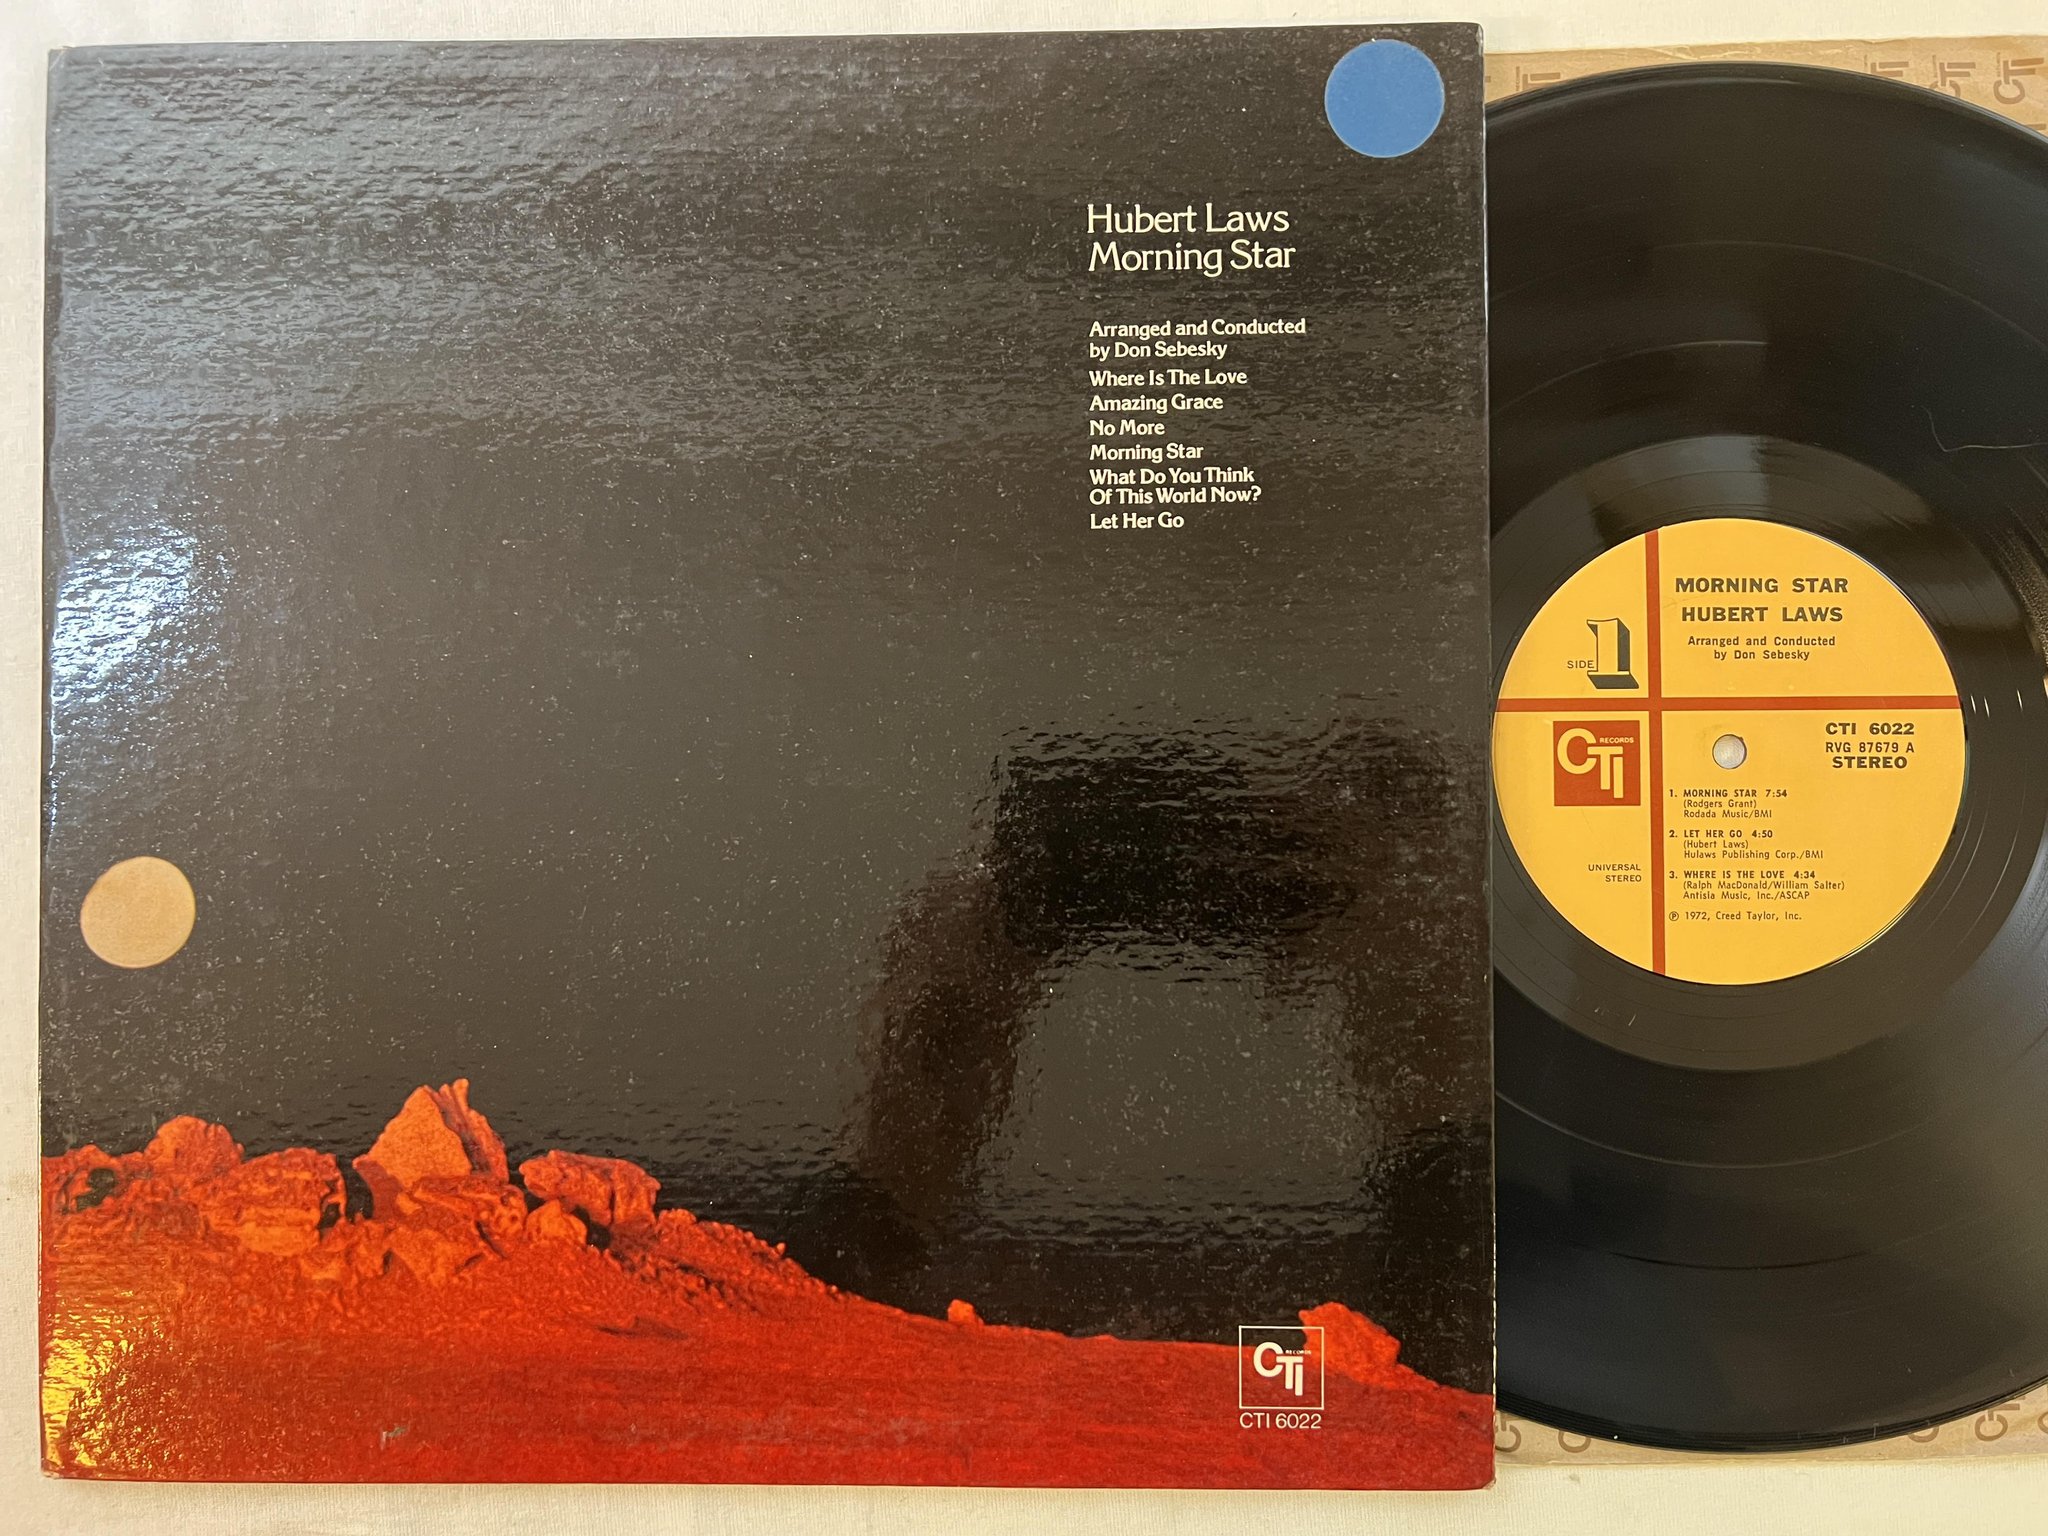 Hubert Laws
Morning Star
Arranged and Conducted
by Don Sebesky
Where Is The Love
Amazing Grace
No More
Morning Star
What Do You Think
Of This World Now?
Let Her Go
CTI RECORDS
CTI 6022
MORNING STAR
HUBERT LAWS
Arranged and Conducted
by Don Sebesky
SIDE 1
CTI RECORDS
CTI 6022
RVG 87679 A
STEREO
1. MORNING STAR 7:54
(Rodgers Grant)
Rodada Music/BMI
2. LET HER GO 4:50
(Hubert Laws)
Hulaws Publishing Corp./BMI
3. WHERE IS THE LOVE 4:34
(Ralph MacDonald/William Salter)
Antisia Music, Inc./ASCAP
℗ 1972, Creed Taylor, Inc.
UNIVERSAL
STEREO
CTI
CTI
CTI
CTI